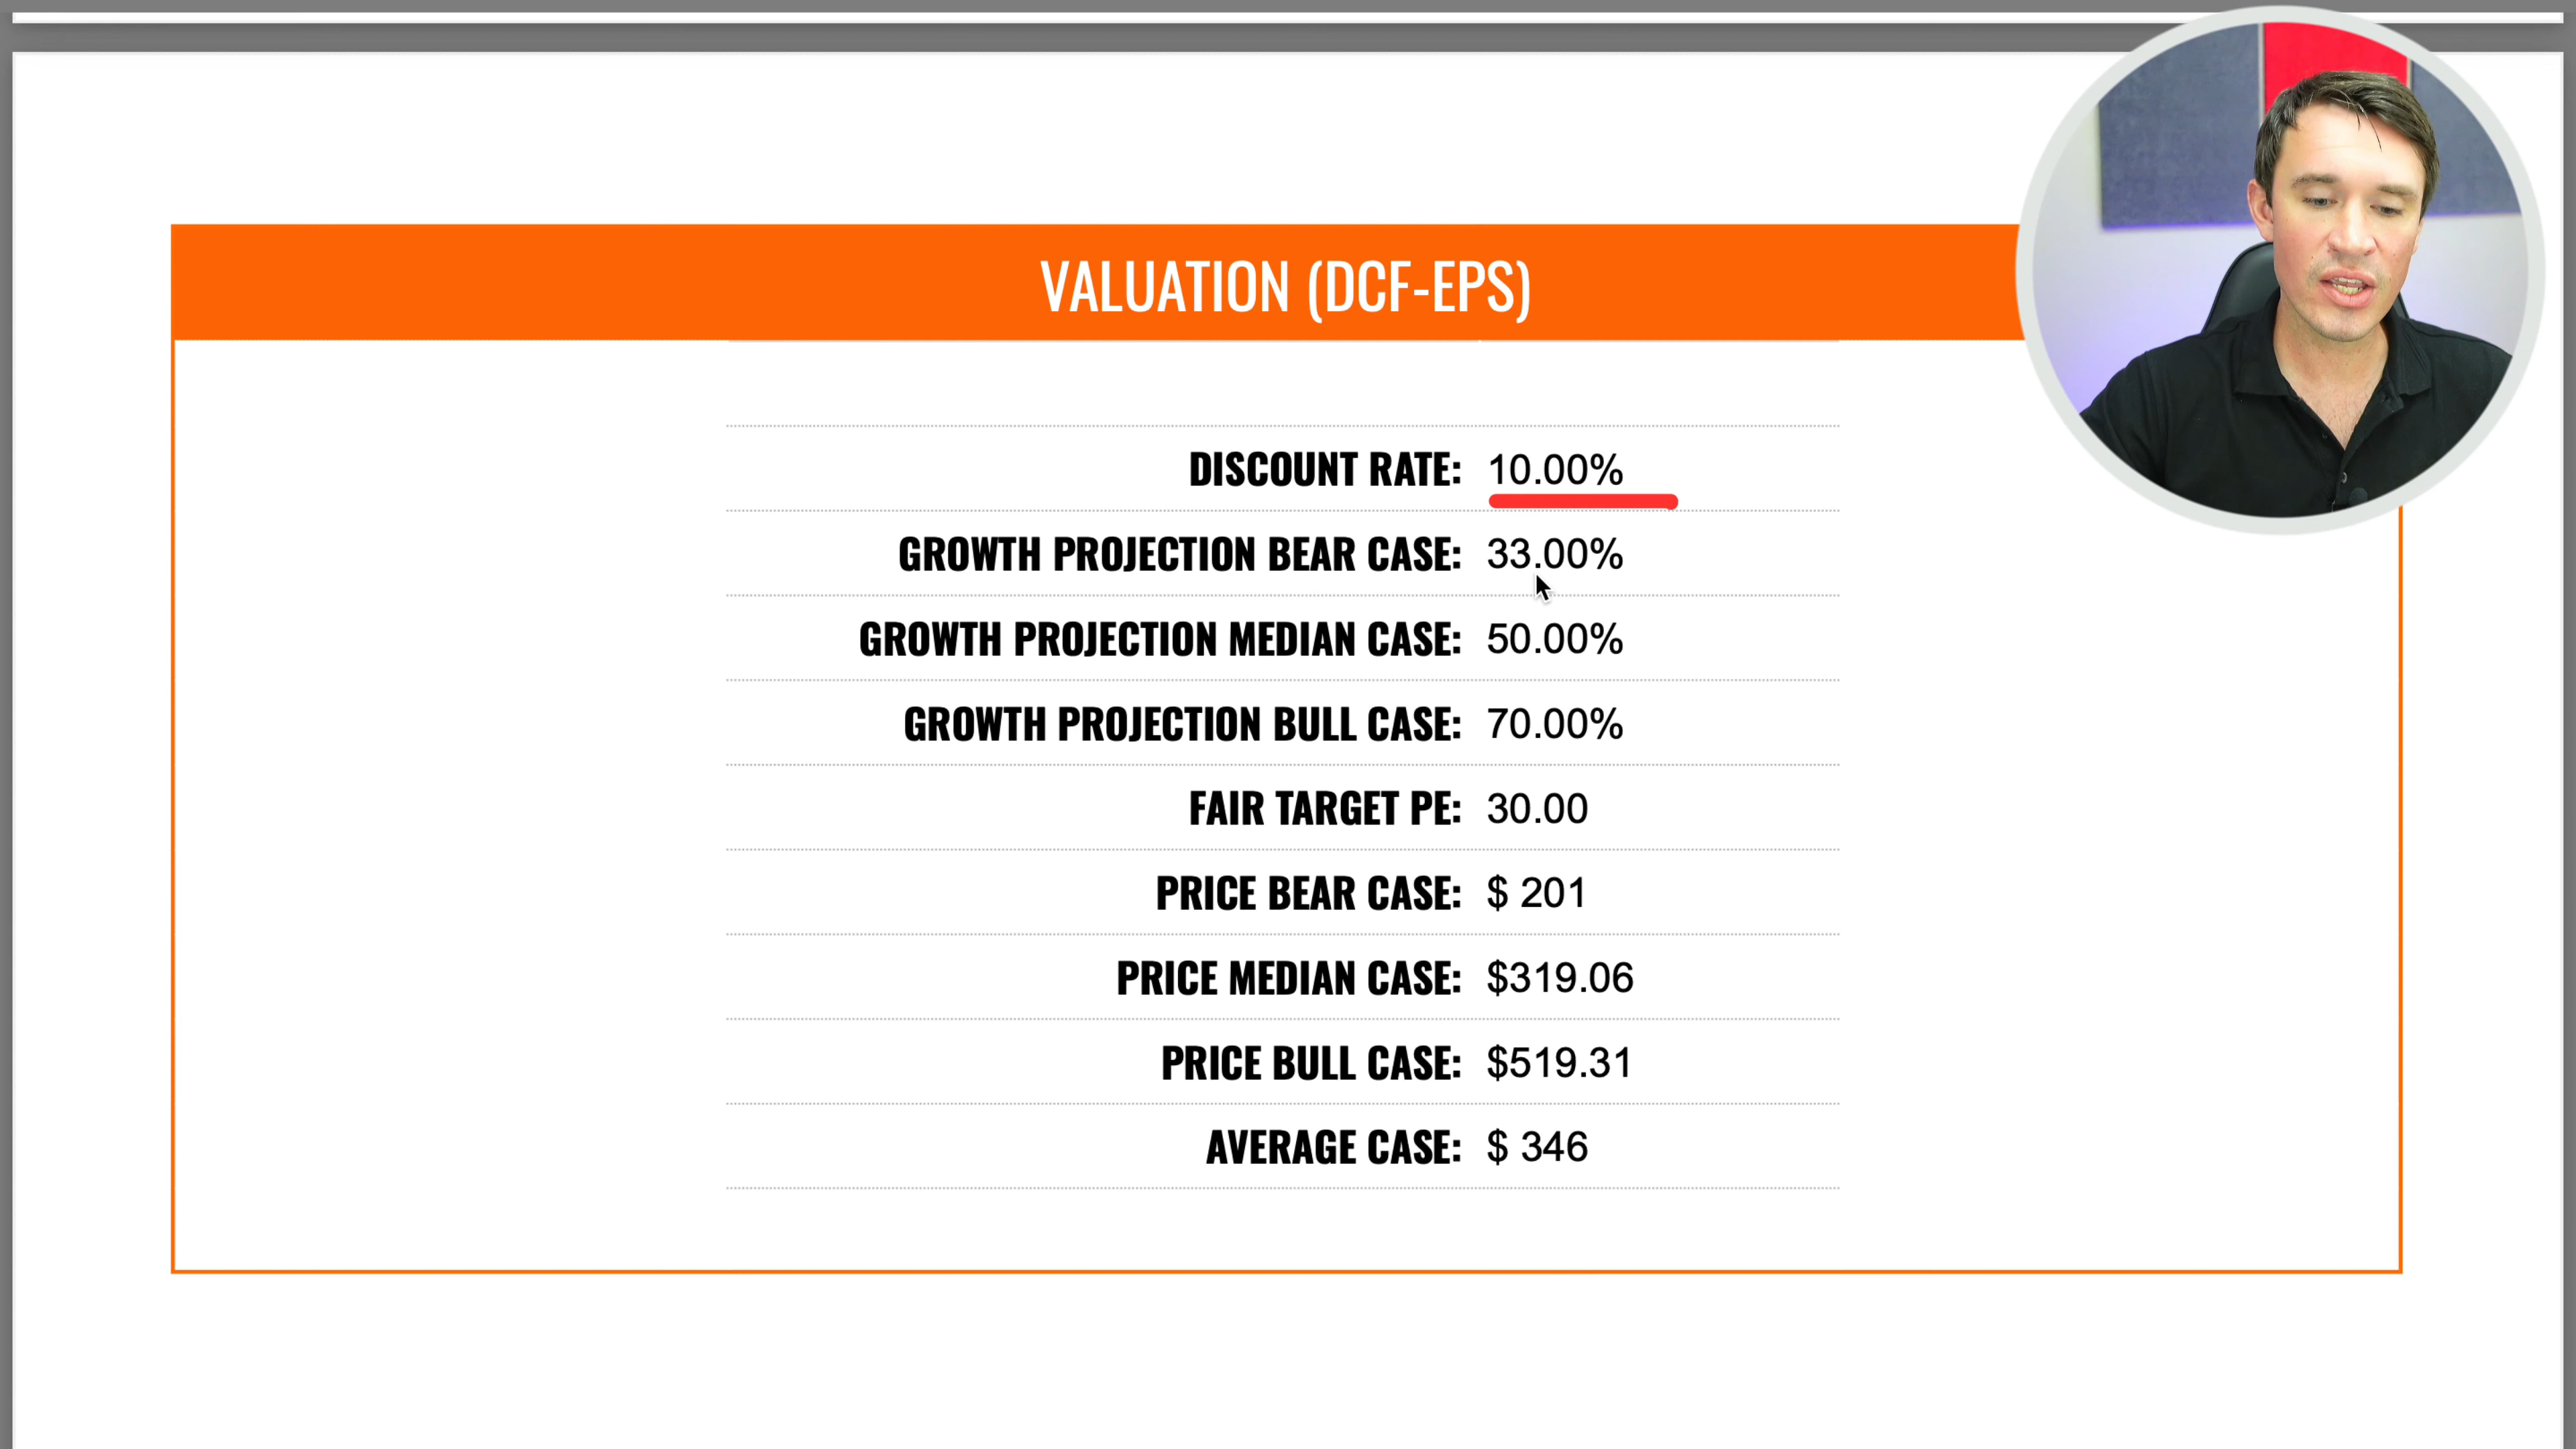 VALUATION (DCF-EPS)
DISCOUNT RATE: 10.00%
GROWTH PROJECTION BEAR CASE: 33.00%
GROWTH PROJECTION MEDIAN CASE: 50.00%
GROWTH PROJECTION BULL CASE: 70.00%
FAIR TARGET PE: 30.00
PRICE BEAR CASE: $ 201
PRICE MEDIAN CASE: $319.06
PRICE BULL CASE: $519.31
AVERAGE CASE: $ 346